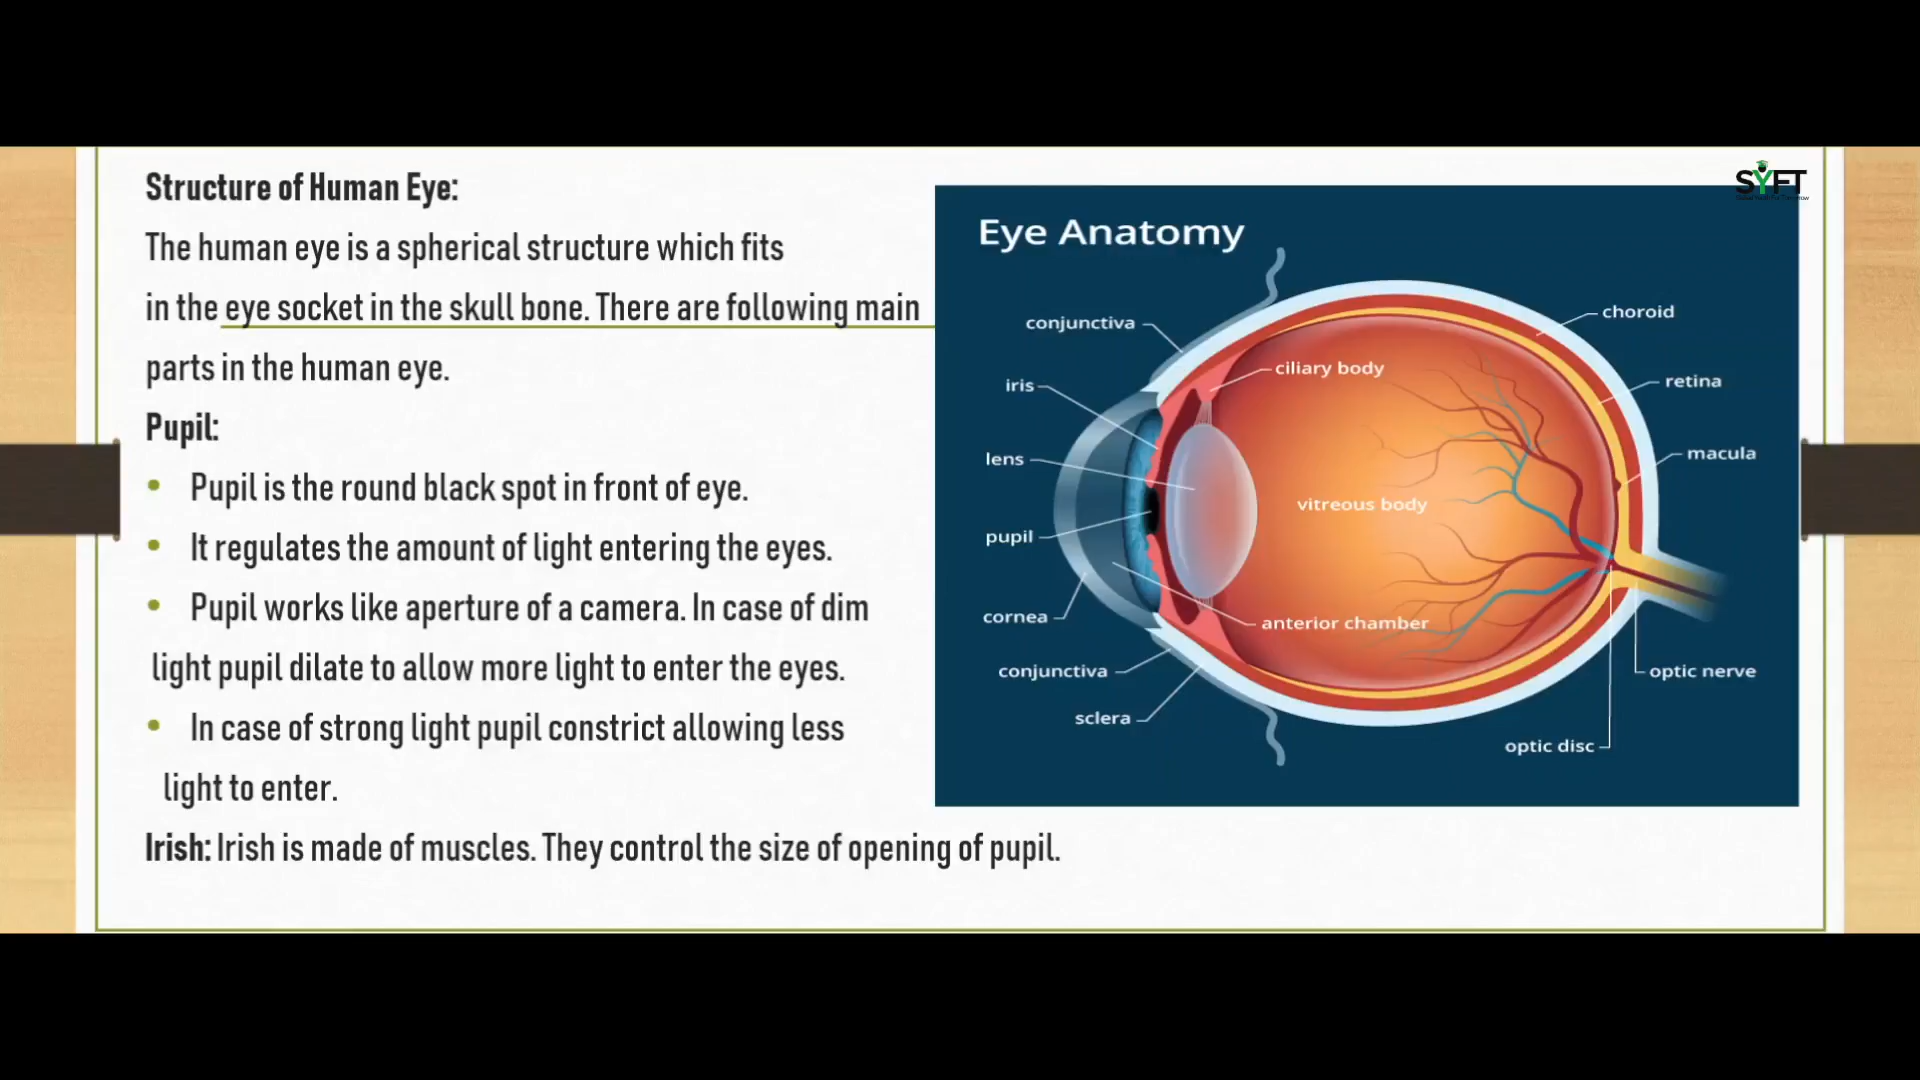 Structure of Human Eye:
The human eye is a spherical structure which fits
in the eye socket in the skull bone. There are following main
parts in the human eye.
Pupil:
• Pupil is the round black spot in front of eye.
• It regulates the amount of light entering the eyes.
• Pupil works like aperture of a camera. In case of dim
light pupil dilate to allow more light to enter the eyes.
• In case of strong light pupil constrict allowing less
light to enter.
Irish: Irish is made of muscles. They control the size of opening of pupil.
SYFT
Eye Anatomy
conjunctiva
iris
lens
pupil
cornea
conjunctiva
sclera
ciliary body
vitreous body
anterior chamber
choroid
retina
macula
optic nerve
optic disc